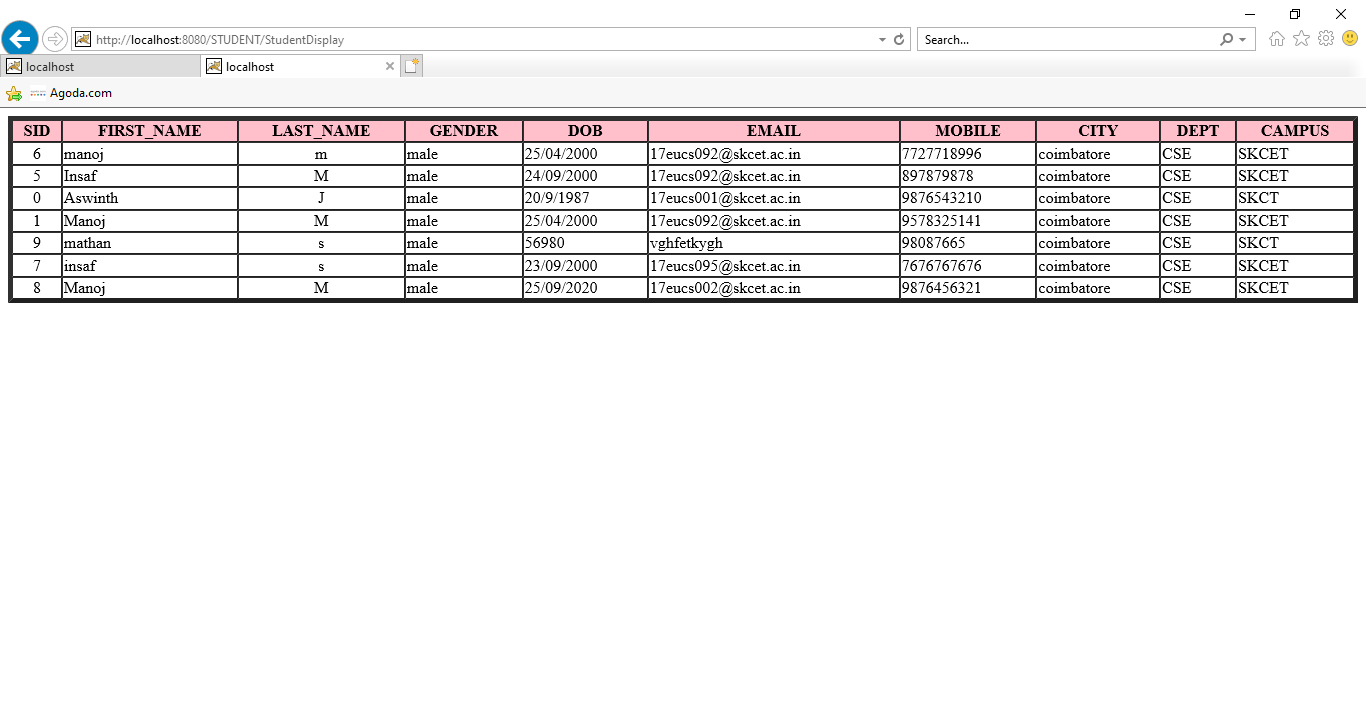 http://localhost:8080/STUDENT/StudentDisplay Search...
localhost localhost
Agoda.com
SID FIRST_NAME LAST_NAME GENDER DOB EMAIL MOBILE CITY DEPT CAMPUS
6 manoj m male 25/04/2000 17eucs092@skcet.ac.in 7727718996 coimbatore CSE SKCET
5 Insaf M male 24/09/2000 17eucs092@skcet.ac.in 897879878 coimbatore CSE SKCET
0 Aswinth J male 20/9/1987 17eucs001@skcet.ac.in 9876543210 coimbatore CSE SKCT
1 Manoj M male 25/04/2000 17eucs092@skcet.ac.in 9578325141 coimbatore CSE SKCET
9 mathan s male 56980 vghfetkygh 98087665 coimbatore CSE SKCT
7 insaf s male 23/09/2000 17eucs095@skcet.ac.in 7676767676 coimbatore CSE SKCET
8 Manoj M male 25/09/2020 17eucs002@skcet.ac.in 9876456321 coimbatore CSE SKCET